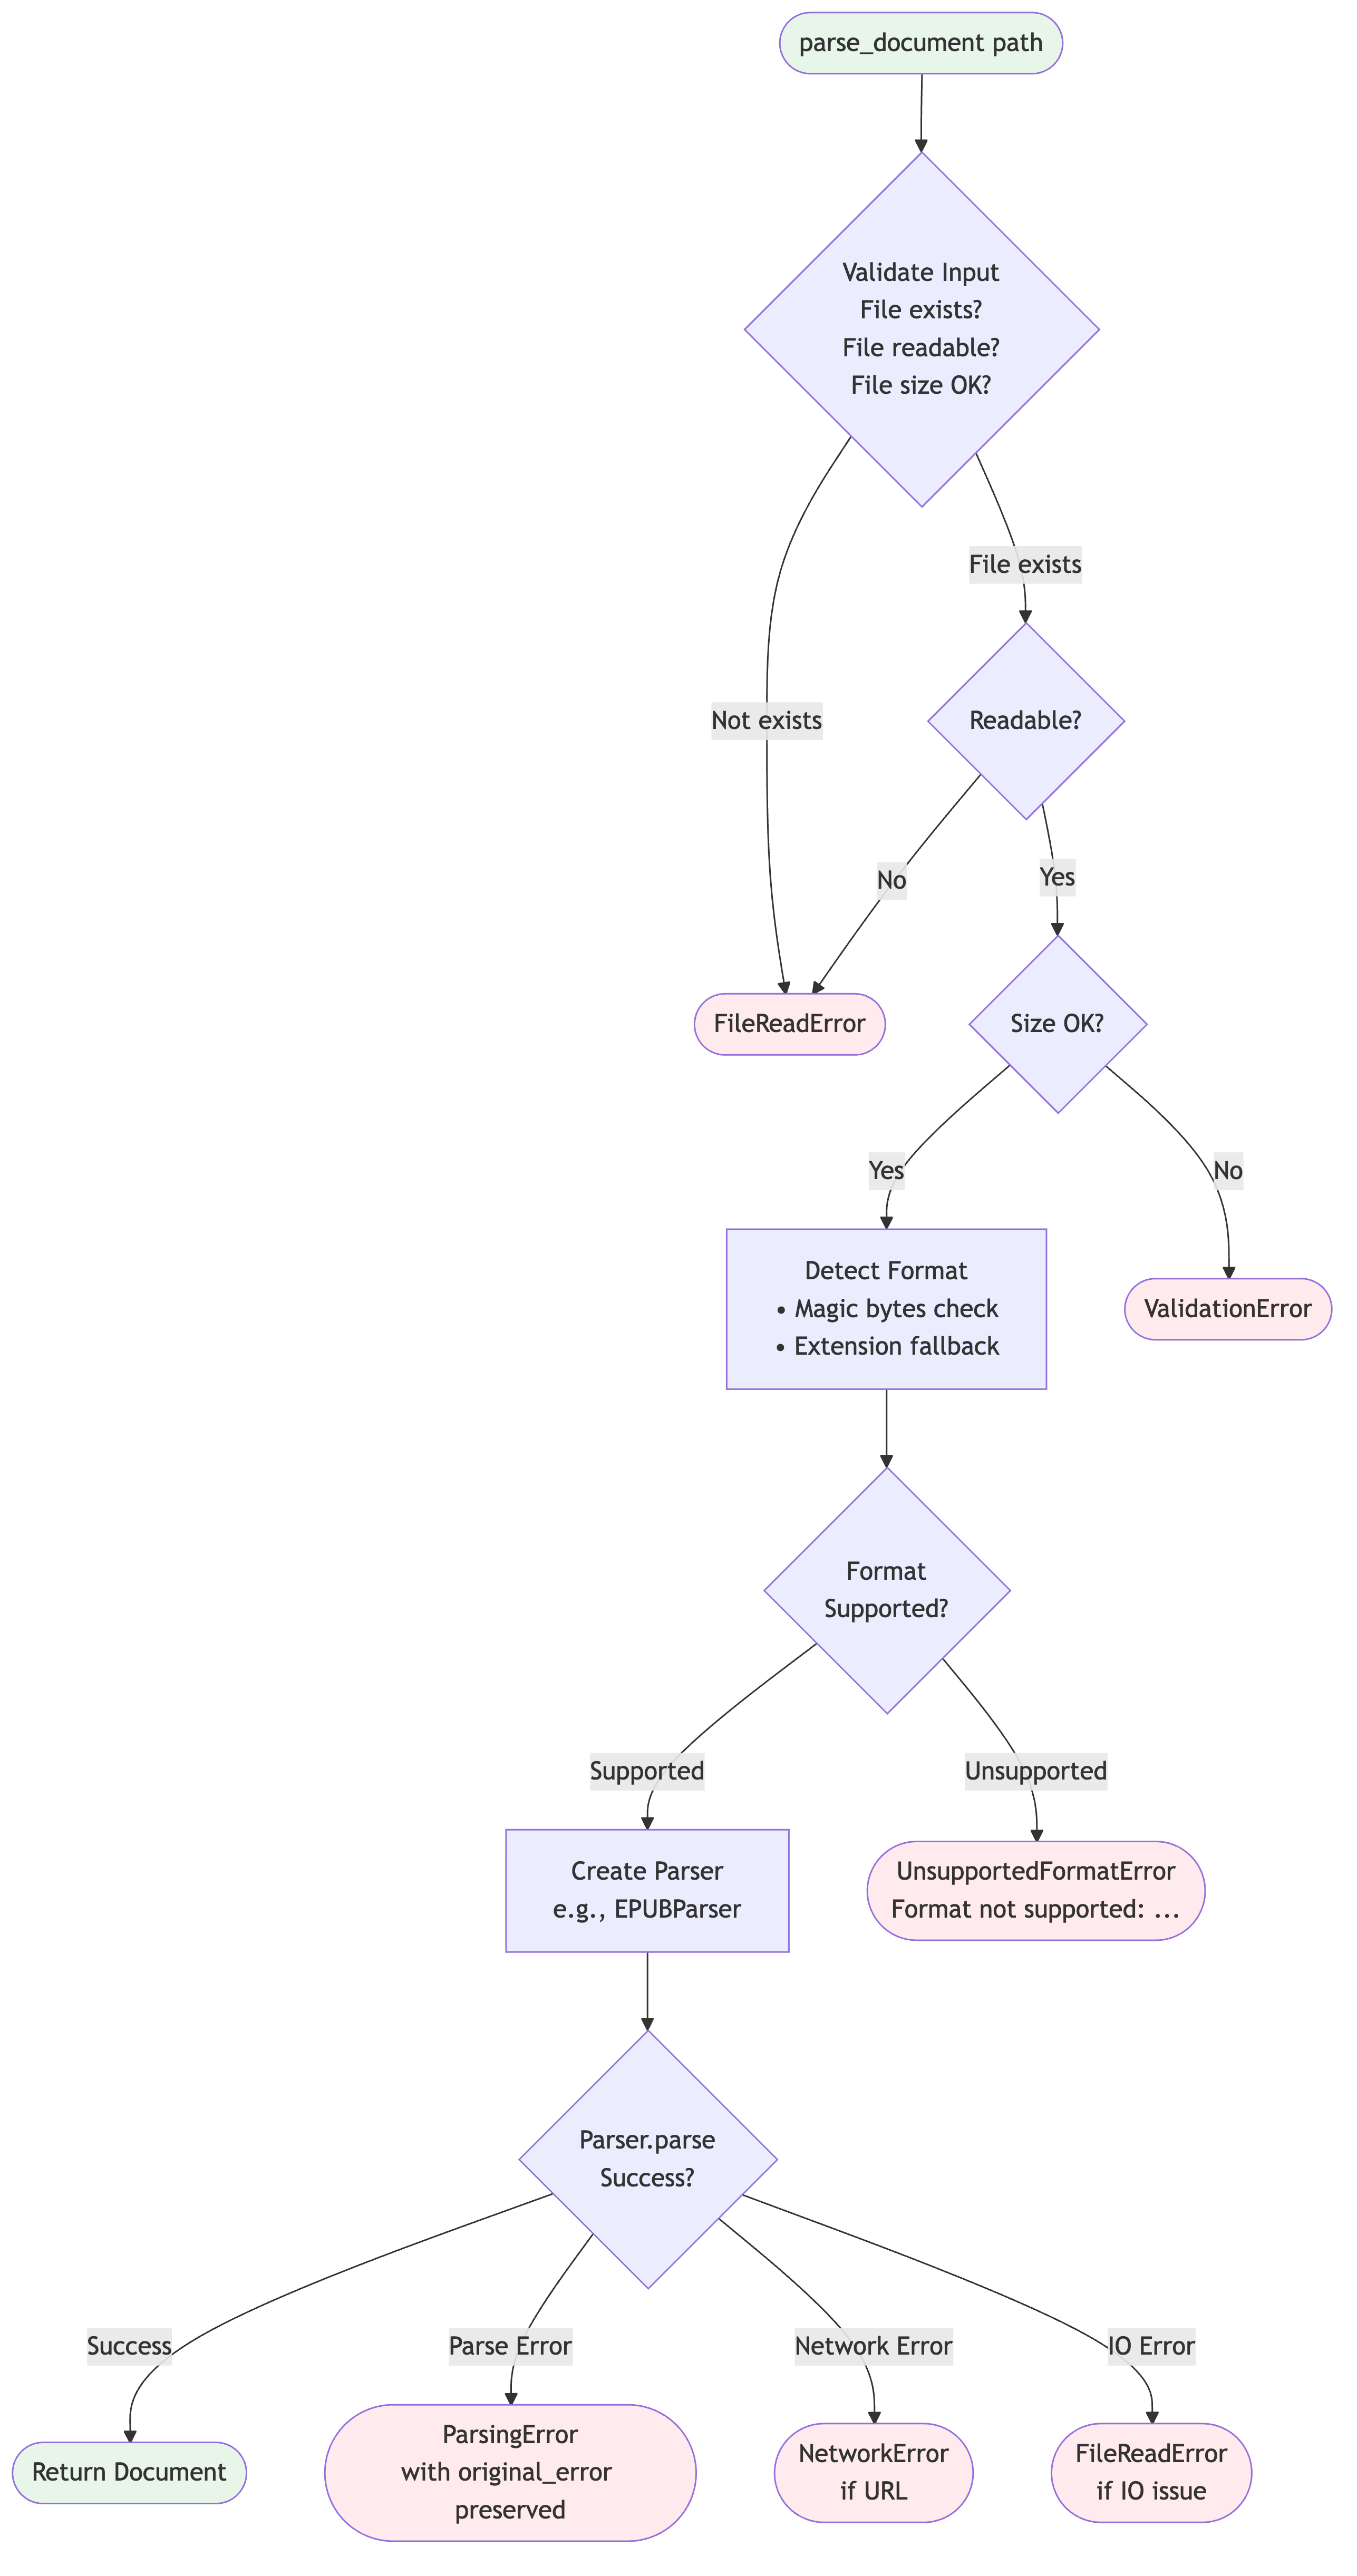 parse_document path
Validate Input
File exists?
File readable?
File size OK?
File exists
Not exists
Readable?
No
Yes
FileReadError
Size OK?
Yes
No
Detect Format
• Magic bytes check
• Extension fallback
ValidationError
Format
Supported?
Supported
Unsupported
Create Parser
e.g., EPUBParser
UnsupportedFormatError
Format not supported: ...
Parser.parse
Success?
Success
Parse Error
Network Error
IO Error
Return Document
ParsingError
with original_error
preserved
NetworkError
if URL
FileReadError
if IO issue